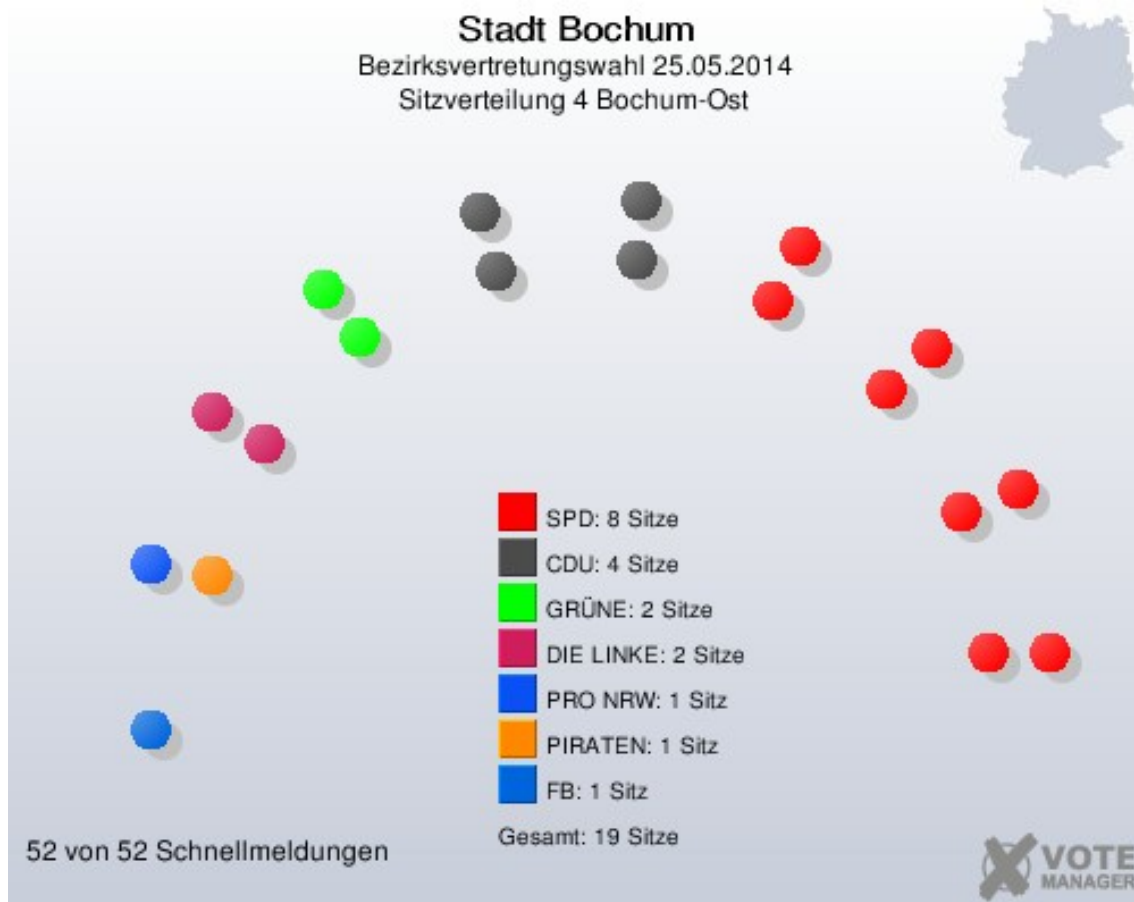 Stadt Bochum
Bezirksvertretungswahl 25.05.2014
Sitzverteilung 4 Bochum-Ost
SPD: 8 Sitze
CDU: 4 Sitze
GRÜNE: 2 Sitze
DIE LINKE: 2 Sitze
PRO NRW: 1 Sitz
PIRATEN: 1 Sitz
FB: 1 Sitz
Gesamt: 19 Sitze
52 von 52 Schnellmeldungen
VOTE
MANAGER